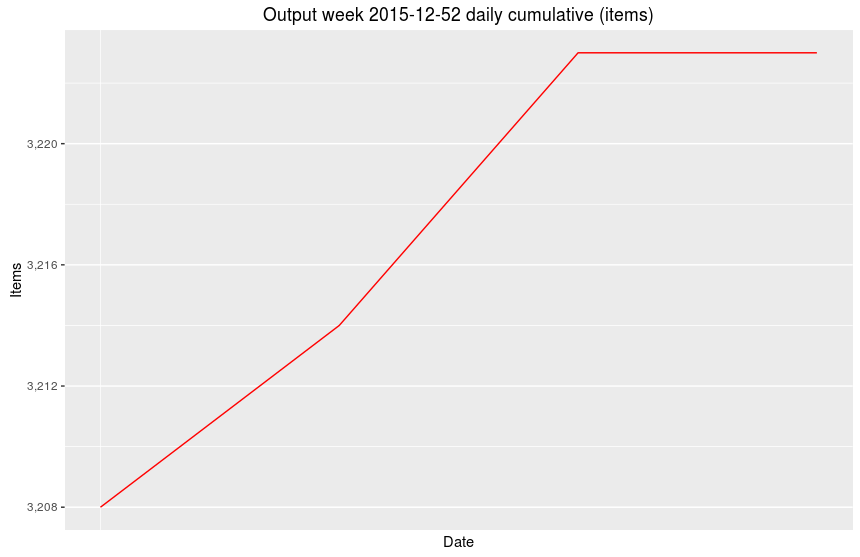 Output week 2015-12-52 daily cumulative (items)
3,220
3,216
3,212
3,208
Items
Date